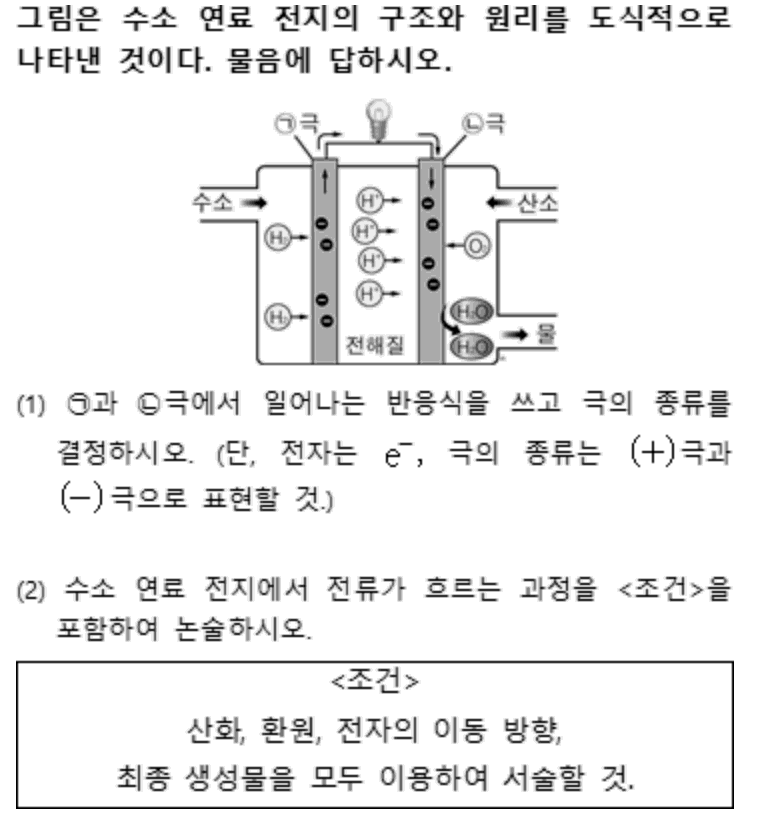 그림은 수소 연료 전지의 구조와 원리를 도식적으로
나타낸 것이다. 물음에 답하시오.
㉠극
㉡극
수소
산소
H⁺
H₂
H⁺
O₂
H⁺
H⁺
H₂
H₂O
물
전해질
H₂O
(1) ㉠과 ㉡극에서 일어나는 반응식을 쓰고 극의 종류를
결정하시오. (단, 전자는 e⁻, 극의 종류는 (+)극과
(−)극으로 표현할 것.)
(2) 수소 연료 전지에서 전류가 흐르는 과정을 <조건>을
포함하여 논술하시오.
<조건>
산화, 환원, 전자의 이동 방향,
최종 생성물을 모두 이용하여 서술할 것.